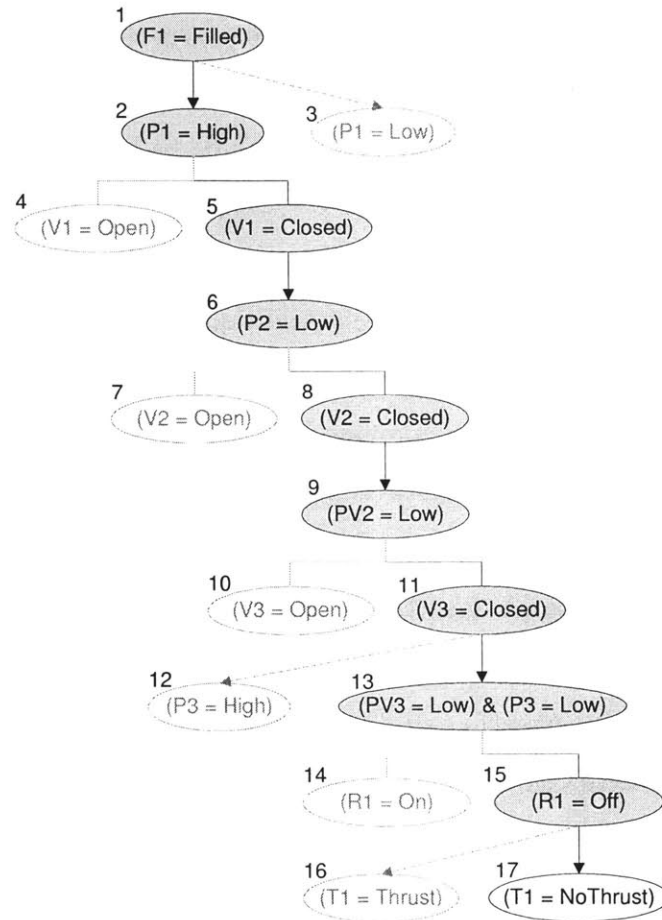 1
(F1 = Filled)
2
(P1 = High)
3
(P1 = Low)
4
(V1 = Open)
5
(V1 = Closed)
6
(P2 = Low)
7
(V2 = Open)
8
(V2 = Closed)
9
(PV2 = Low)
10
(V3 = Open)
11
(V3 = Closed)
12
(P3 = High)
13
(PV3 = Low) & (P3 = Low)
14
(R1 = On)
15
(R1 = Off)
16
(T1 = Thrust)
17
(T1 = NoThrust)